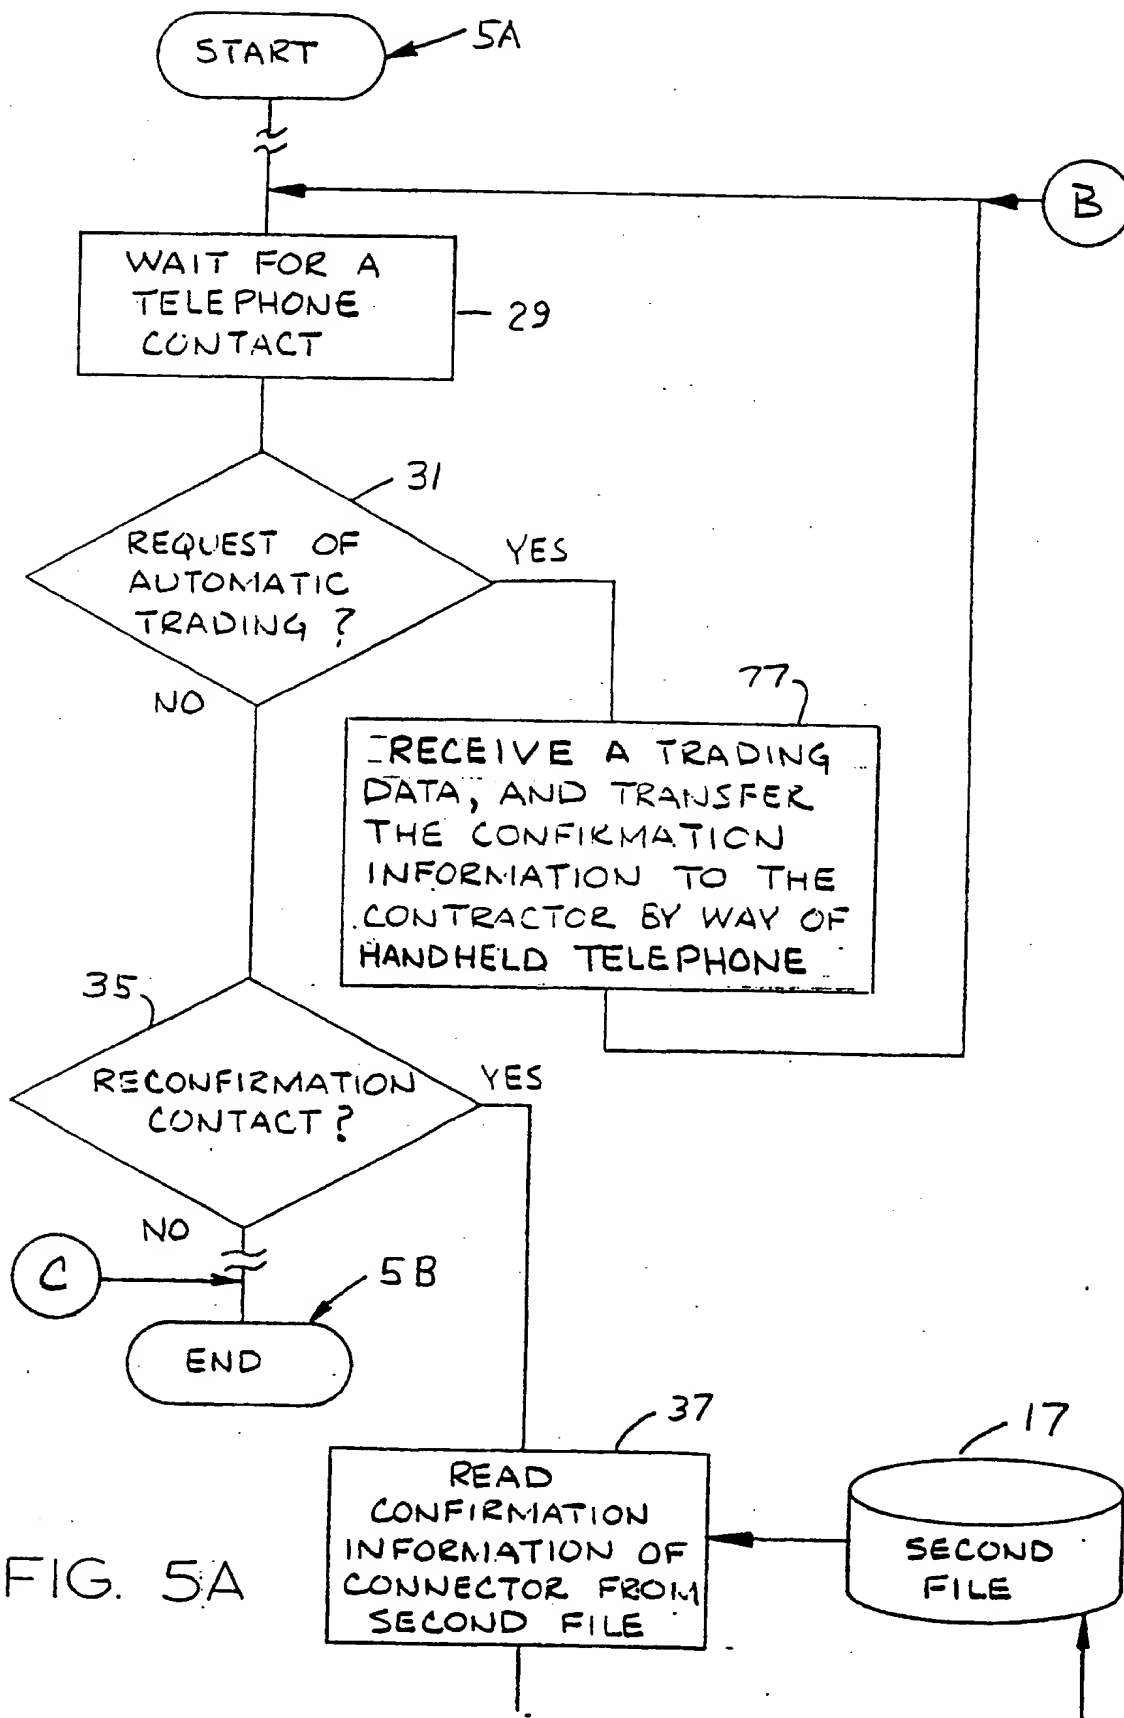 START
5A
B
WAIT FOR A
TELEPHONE
CONTACT
29
31
REQUEST OF
AUTOMATIC
TRADING ?
YES
NO
77
RECEIVE A TRADING
DATA, AND TRANSFER
THE CONFIRMATION
INFORMATION TO THE
CONTRACTOR BY WAY OF
HANDHELD TELEPHONE
35
RECONFIRMATION
CONTACT ?
YES
NO
C
5B
END
37
READ
CONFIRMATION
INFORMATION OF
CONNECTOR FROM
SECOND FILE
17
SECOND
FILE
FIG. 5A